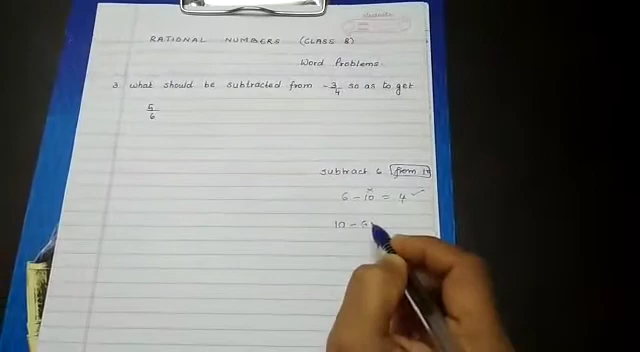 RATIONAL NUMBERS (CLASS 8)
Word Problems-
3. what should be subtracted from -3/4 so as to get
5/6
subtract 6 from 10
6 - 10 = 4 ✓
10 -